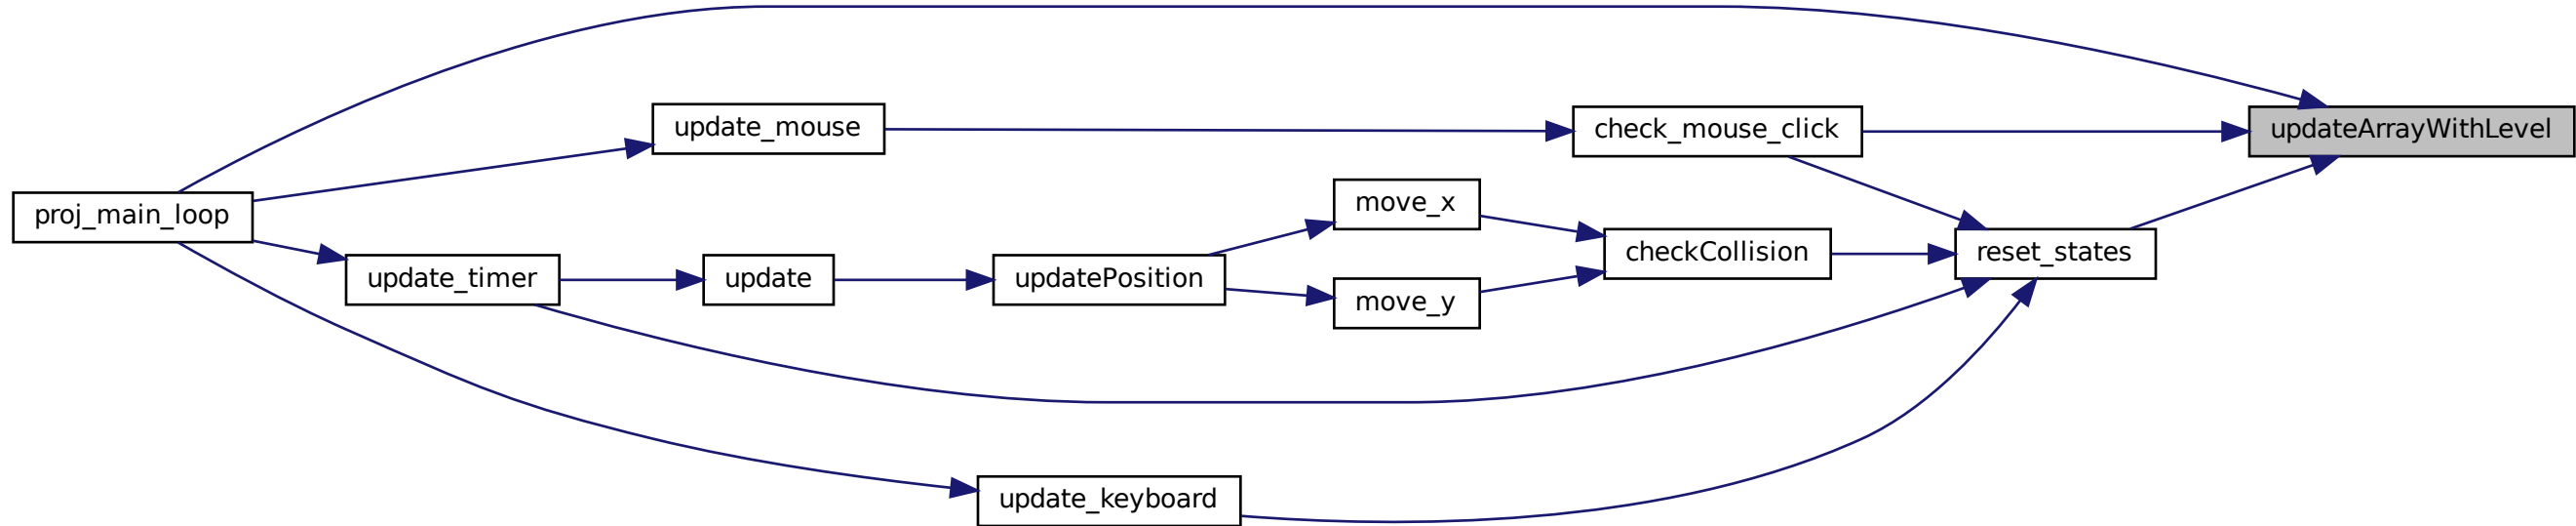 update_mouse
check_mouse_click
updateArrayWithLevel
proj_main_loop
move_x
update_timer
update
updatePosition
checkCollision
reset_states
move_y
update_keyboard